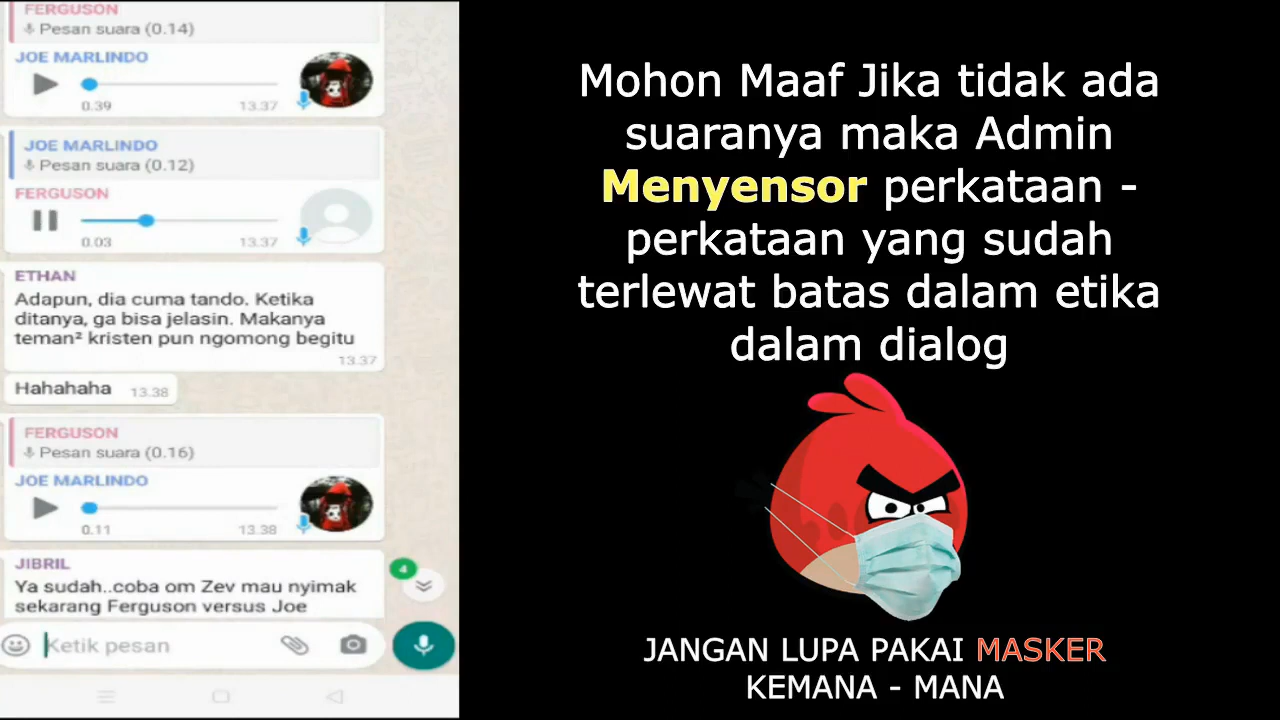 FERGUSON
Pesan suara (0.14)
JOE MARLINDO
0.39 13.37
JOE MARLINDO
Pesan suara (0.12)
FERGUSON
0.03 13.37
ETHAN
Adapun, dia cuma tando. Ketika
ditanya, ga bisa jelasin. Makanya
teman² kristen pun ngomong begitu
13.37
Hahahaha 13.38
FERGUSON
Pesan suara (0.16)
JOE MARLINDO
0.11 13.38
JIBRIL
Ya sudah..coba om Zev mau nyimak
sekarang Ferguson versus Joe
4
Ketik pesan
Mohon Maaf Jika tidak ada
suaranya maka Admin
Menyensor perkataan -
perkataan yang sudah
terlewat batas dalam etika
dalam dialog
JANGAN LUPA PAKAI MASKER
KEMANA - MANA